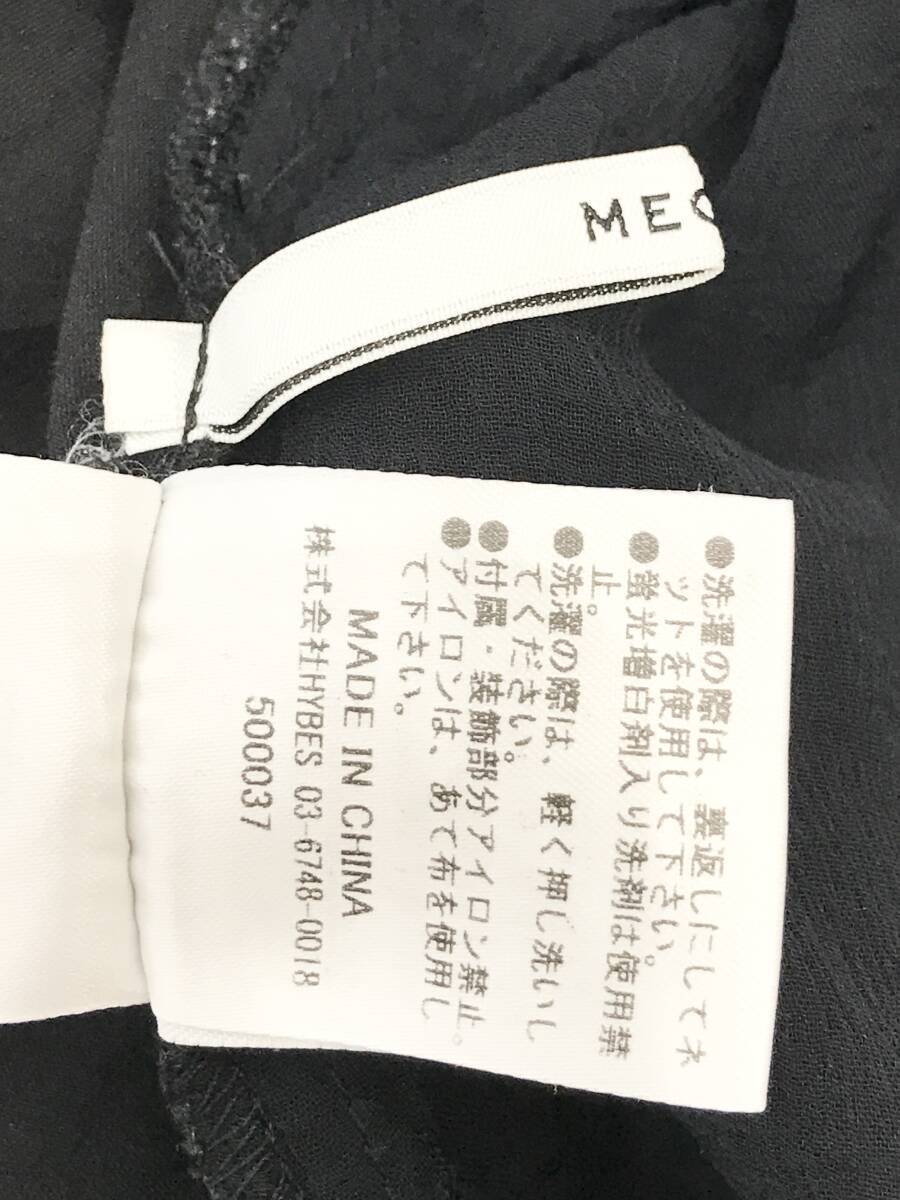 MEC
●洗濯の際は、裏返しにしてネ
ットを使用して下さい。
●蛍光増白剤入り洗剤は使用禁
止。
●洗濯の際は、軽く押し洗いし
てください。
●付属・装飾部分アイロン禁止。
●アイロンは、あて布を使用し
て下さい。
MADE IN CHINA
株式会社HYBES 03-6748-0018
500037